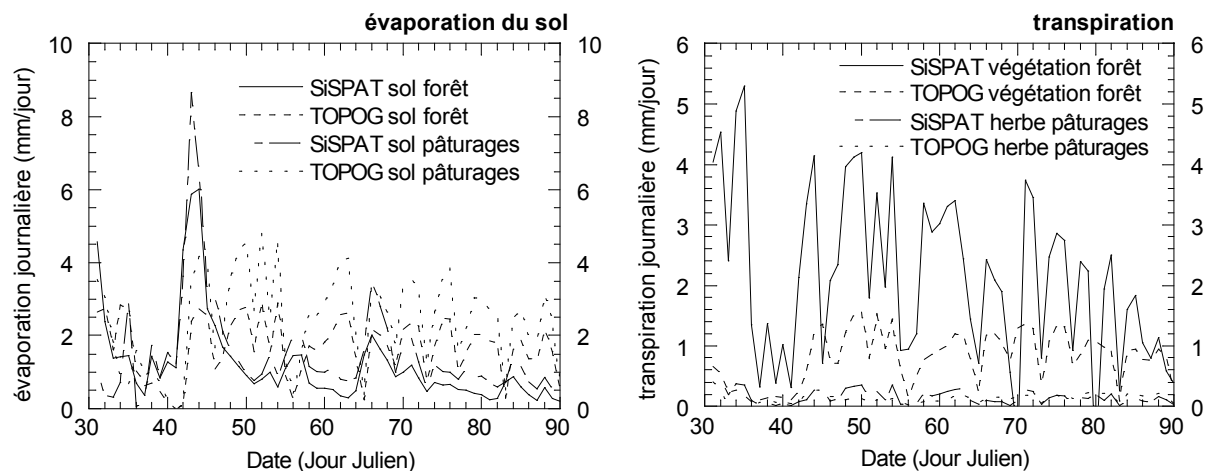 évaporation du sol
10
8
6
4
2
0
évaporation journalière (mm/jour)
SiSPAT sol forêt
TOPOG sol forêt
SiSPAT sol pâturages
TOPOG sol pâturages
10
8
6
4
2
0
30 40 50 60 70 80 90
Date (Jour Julien)
transpiration
6
5
4
3
2
1
0
transpiration journalière (mm/jour)
SiSPAT végétation forêt
TOPOG végétation forêt
SiSPAT herbe pâturages
TOPOG herbe pâturages
6
5
4
3
2
1
0
30 40 50 60 70 80 90
Date (Jour Julien)